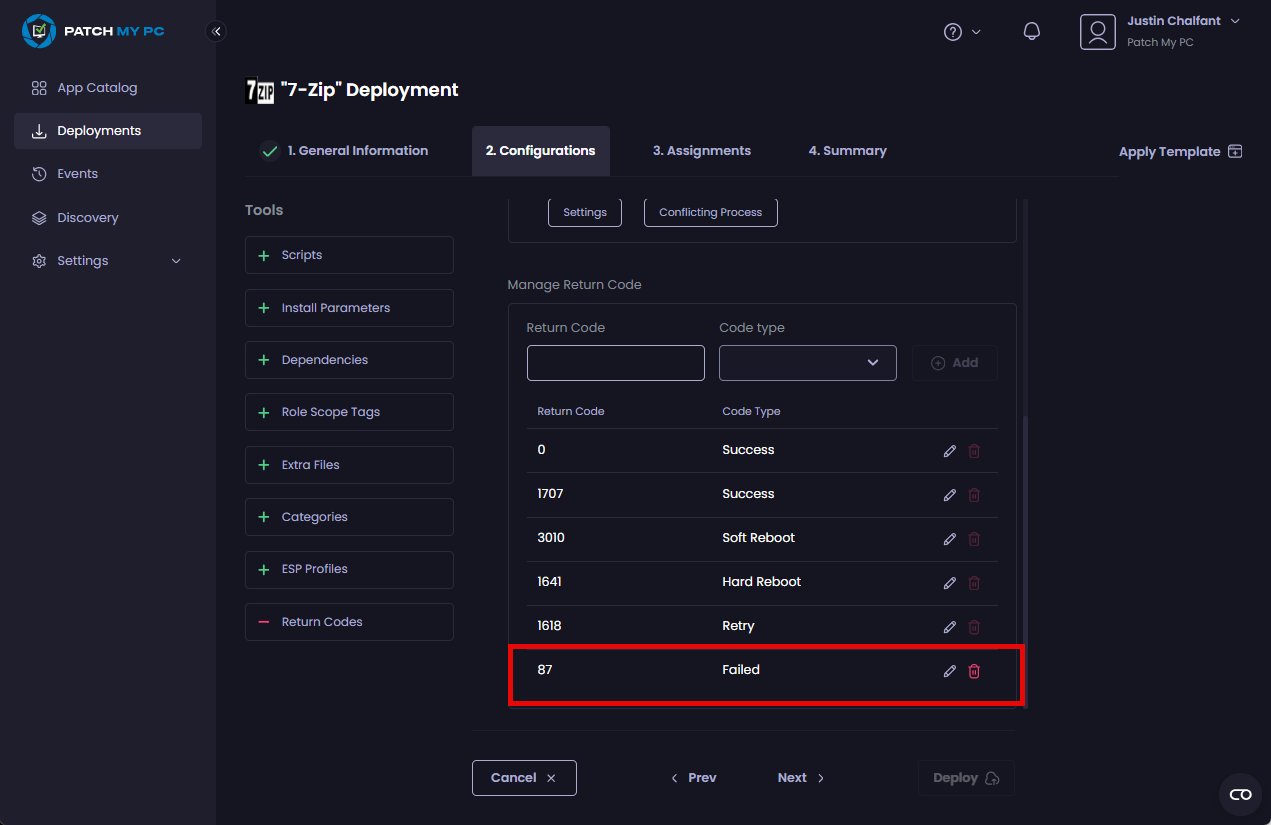 PATCH MY PC
Justin Chalfant
Patch My PC
App Catalog
Deployments
Events
Discovery
Settings
7ZIP "7-Zip" Deployment
1. General Information
2. Configurations
3. Assignments
4. Summary
Apply Template
Tools
Scripts
Install Parameters
Dependencies
Role Scope Tags
Extra Files
Categories
ESP Profiles
Return Codes
Settings
Conflicting Process
Manage Return Code
Return Code Code type
Add
Return Code Code Type
0 Success
1707 Success
3010 Soft Reboot
1641 Hard Reboot
1618 Retry
87 Failed
Cancel
Prev
Next
Deploy